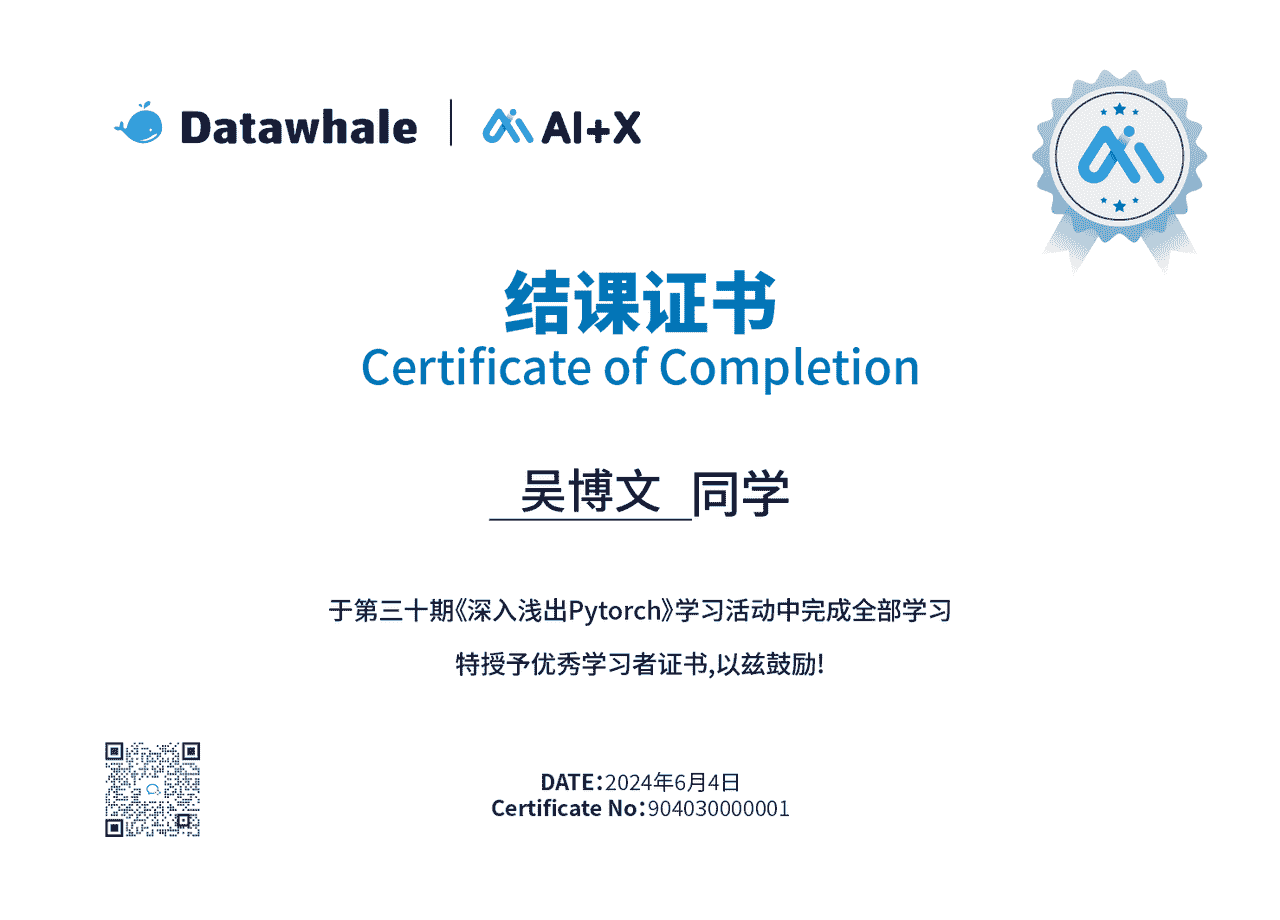 Datawhale | AI+X
结课证书
Certificate of Completion
吴博文 同学
于第三十期《深入浅出Pytorch》学习活动中完成全部学习
特授予优秀学习者证书,以兹鼓励!
DATE:2024年6月4日
Certificate No:904030000001